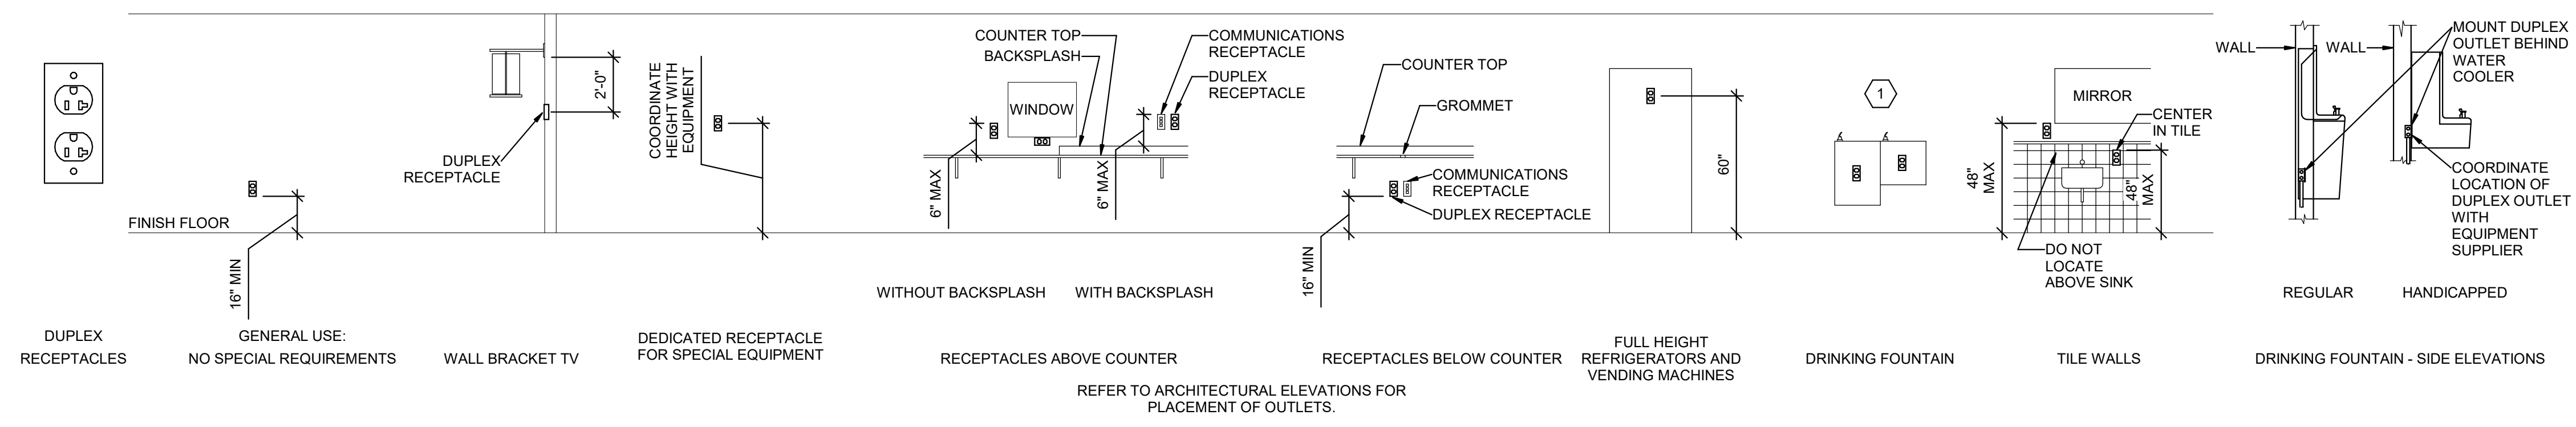 DUPLEX
RECEPTACLES
FINISH FLOOR
16" MIN
GENERAL USE:
NO SPECIAL REQUIREMENTS
2'-0"
DUPLEX
RECEPTACLE
WALL BRACKET TV
COORDINATE
HEIGHT WITH
EQUIPMENT
DEDICATED RECEPTACLE
FOR SPECIAL EQUIPMENT
COUNTER TOP
BACKSPLASH
WINDOW
COMMUNICATIONS
RECEPTACLE
DUPLEX
RECEPTACLE
6" MAX
6" MAX
WITHOUT BACKSPLASH
WITH BACKSPLASH
RECEPTACLES ABOVE COUNTER
COUNTER TOP
GROMMET
COMMUNICATIONS
RECEPTACLE
DUPLEX RECEPTACLE
16" MIN
RECEPTACLES BELOW COUNTER
REFER TO ARCHITECTURAL ELEVATIONS FOR
PLACEMENT OF OUTLETS.
60"
FULL HEIGHT
REFRIGERATORS AND
VENDING MACHINES
1
DRINKING FOUNTAIN
MIRROR
CENTER
IN TILE
48"
MAX
48"
MAX
DO NOT
LOCATE
ABOVE SINK
TILE WALLS
WALL
WALL
MOUNT DUPLEX
OUTLET BEHIND
WATER
COOLER
COORDINATE
LOCATION OF
DUPLEX OUTLET
WITH
EQUIPMENT
SUPPLIER
REGULAR
HANDICAPPED
DRINKING FOUNTAIN - SIDE ELEVATIONS